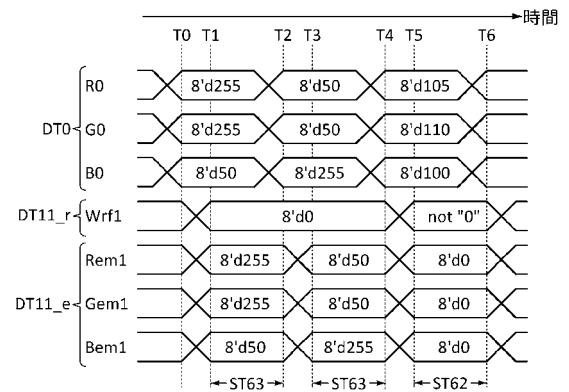 時間
T0 T1 T2 T3 T4 T5 T6
R0 8'd255 8'd50 8'd105
DT0 G0 8'd255 8'd50 8'd110
B0 8'd50 8'd255 8'd100
DT11_r Wrf1 8'd0 not "0"
Rem1 8'd255 8'd50 8'd0
DT11_e Gem1 8'd255 8'd50 8'd0
Bem1 8'd50 8'd255 8'd0
ST63 ST63 ST62